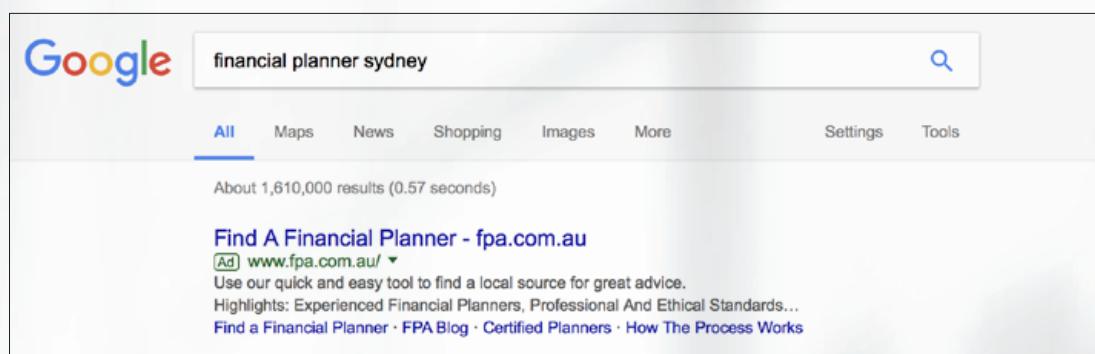 Google
financial planner sydney
All Maps News Shopping Images More Settings Tools
About 1,610,000 results (0.57 seconds)
Find A Financial Planner - fpa.com.au
Ad www.fpa.com.au/
Use our quick and easy tool to find a local source for great advice.
Highlights: Experienced Financial Planners, Professional And Ethical Standards...
Find a Financial Planner · FPA Blog · Certified Planners · How The Process Works